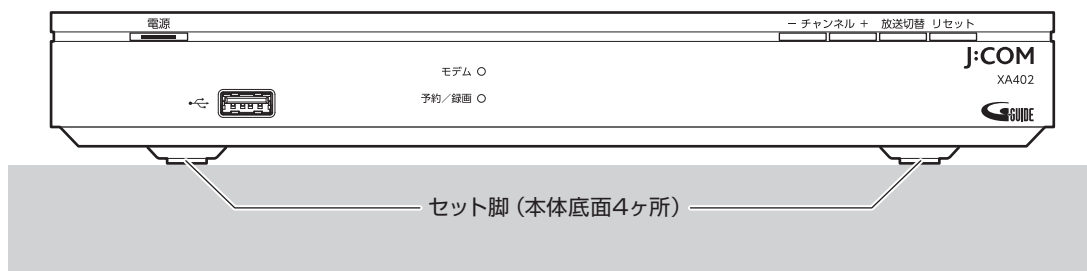 電源
− チャンネル ＋ 放送切替 リセット
J:COM
モデム
XA402
予約／録画
G-GUIDE
セット脚（本体底面4ヶ所）